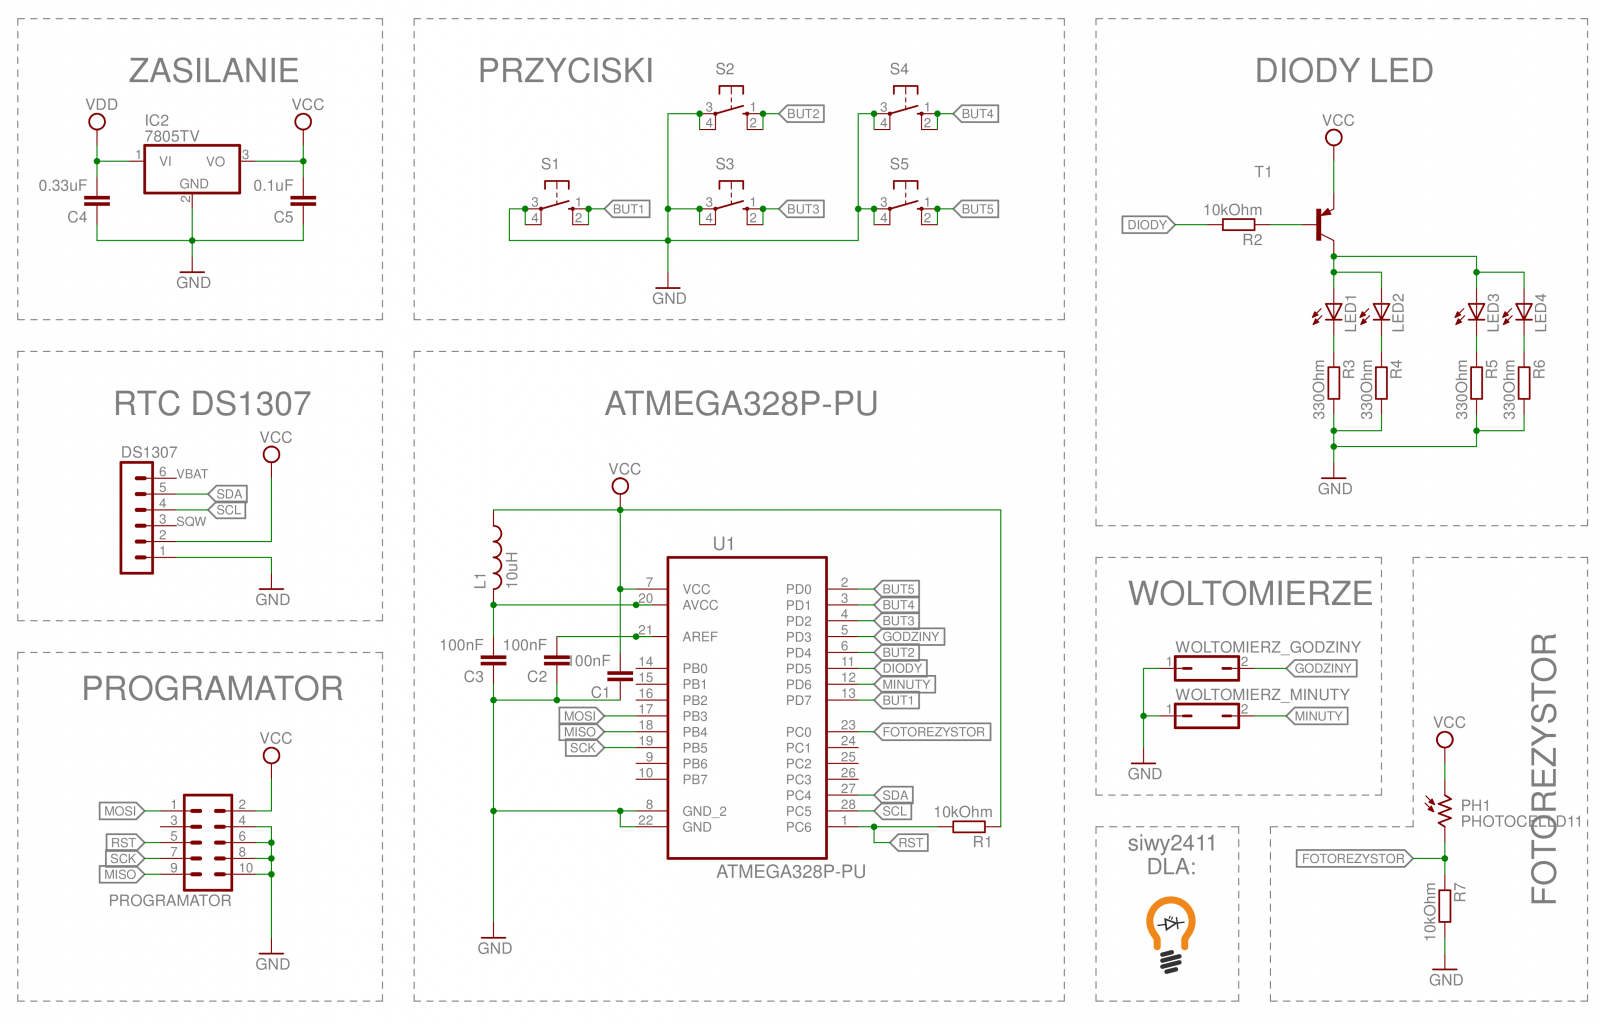 ZASILANIE
VDD
VCC
IC2
7805TV
1
VI
VO
3
GND
2
0.33uF
C4
0.1uF
C5
GND
PRZYCISKI
S1
3
4
1
2
BUT1
S2
3
4
1
2
BUT2
S3
3
4
1
2
BUT3
S4
3
4
1
2
BUT4
S5
3
4
1
2
BUT5
GND
DIODY LED
VCC
T1
DIODY
10kOhm
R2
LED1
LED2
LED3
LED4
330Ohm
R3
330Ohm
R4
330Ohm
R5
330Ohm
R6
GND
RTC DS1307
VCC
DS1307
6
VBAT
5
SDA
4
SCL
3
SQW
2
1
GND
PROGRAMATOR
VCC
MOSI
1
2
3
4
RST
5
6
SCK
7
8
MISO
9
10
PROGRAMATOR
GND
ATMEGA328P-PU
VCC
U1
L1
10uH
100nF
C3
100nF
C2
00nF
C1
7
VCC
20
AVCC
21
AREF
14
PB0
15
PB1
16
PB2
MOSI
17
PB3
MISO
18
PB4
SCK
19
PB5
9
PB6
10
PB7
8
GND_2
22
GND
PD0
2
BUT5
PD1
3
BUT4
PD2
4
BUT3
PD3
5
GODZINY
PD4
6
BUT2
PD5
11
DIODY
PD6
12
MINUTY
PD7
13
BUT1
PC0
23
FOTOREZYSTOR
PC1
24
PC2
25
PC3
26
PC4
27
SDA
PC5
28
SCL
PC6
1
RST
10kOhm
R1
ATMEGA328P-PU
GND
WOLTOMIERZE
WOLTOMIERZ_GODZINY
1
2
GODZINY
WOLTOMIERZ_MINUTY
1
2
MINUTY
GND
siwy2411
DLA:
FOTOREZYSTOR
VCC
PH1
PHOTOCELLD11
FOTOREZYSTOR
10kOhm
R7
GND